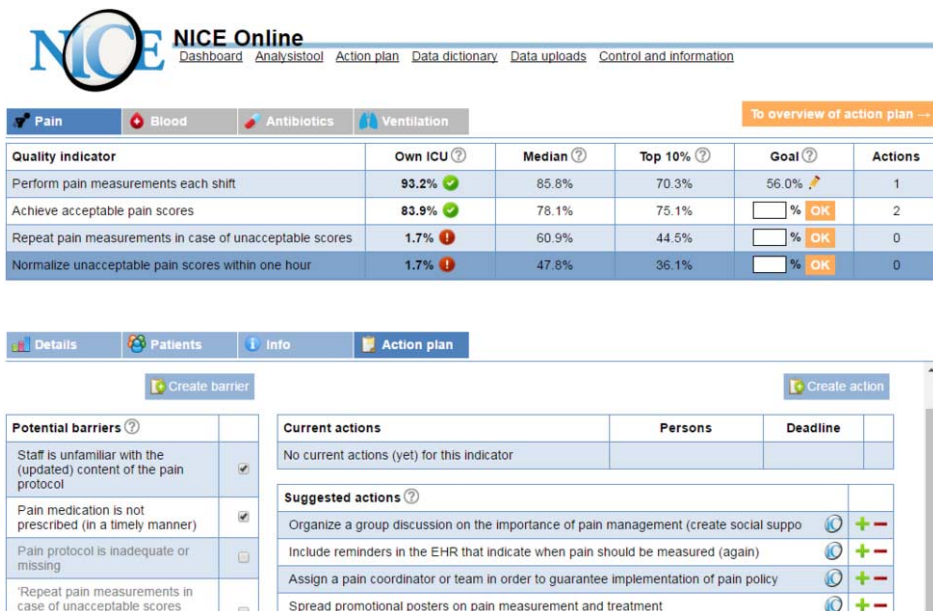 NICE
NICE Online
Dashboard Analysistool Action plan Data dictionary Data uploads Control and information
Pain Blood Antibiotics Ventilation
To overview of action plan →
Quality indicator Own ICU ? Median ? Top 10% ? Goal ? Actions
Perform pain measurements each shift 93.2% 85.8% 70.3% 56.0% 1
Achieve acceptable pain scores 83.9% 78.1% 75.1% % OK 2
Repeat pain measurements in case of unacceptable scores 1.7% ! 60.9% 44.5% % OK 0
Normalize unacceptable pain scores within one hour 1.7% ! 47.8% 36.1% % OK 0
Details Patients i Info Action plan
Create barrier
Create action
Potential barriers ?
Staff is unfamiliar with the
(updated) content of the pain
protocol
Pain medication is not
prescribed (in a timely manner)
Pain protocol is inadequate or
missing
'Repeat pain measurements in
case of unacceptable scores
Current actions Persons Deadline
No current actions (yet) for this indicator
Suggested actions ?
Organize a group discussion on the importance of pain management (create social suppo
Include reminders in the EHR that indicate when pain should be measured (again)
Assign a pain coordinator or team in order to guarantee implementation of pain policy
Spread promotional posters on pain measurement and treatment